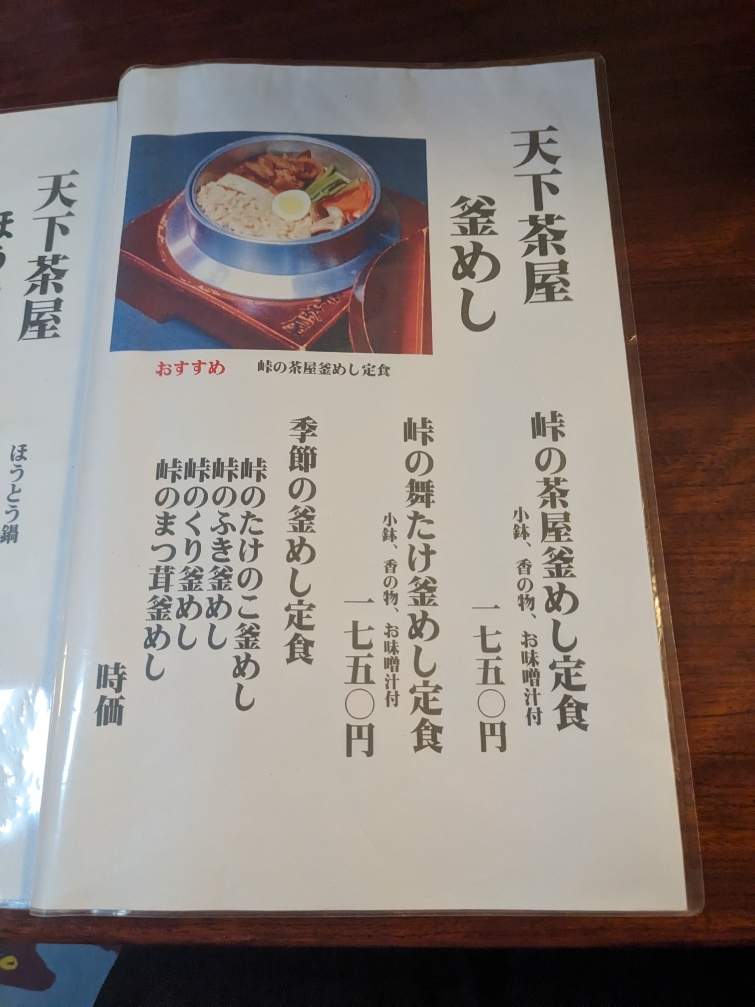 天下茶屋
釜めし
おすすめ 峠の茶屋釜めし定食
峠の茶屋釜めし定食
小鉢、香の物、お味噌汁付
一七五〇円
峠の舞たけ釜めし定食
小鉢、香の物、お味噌汁付
一七五〇円
季節の釜めし定食
峠のたけのこ釜めし
峠のふき釜めし
峠のくり釜めし
峠のまつ茸釜めし
時価
天下茶屋
ほう
ほうとう鍋